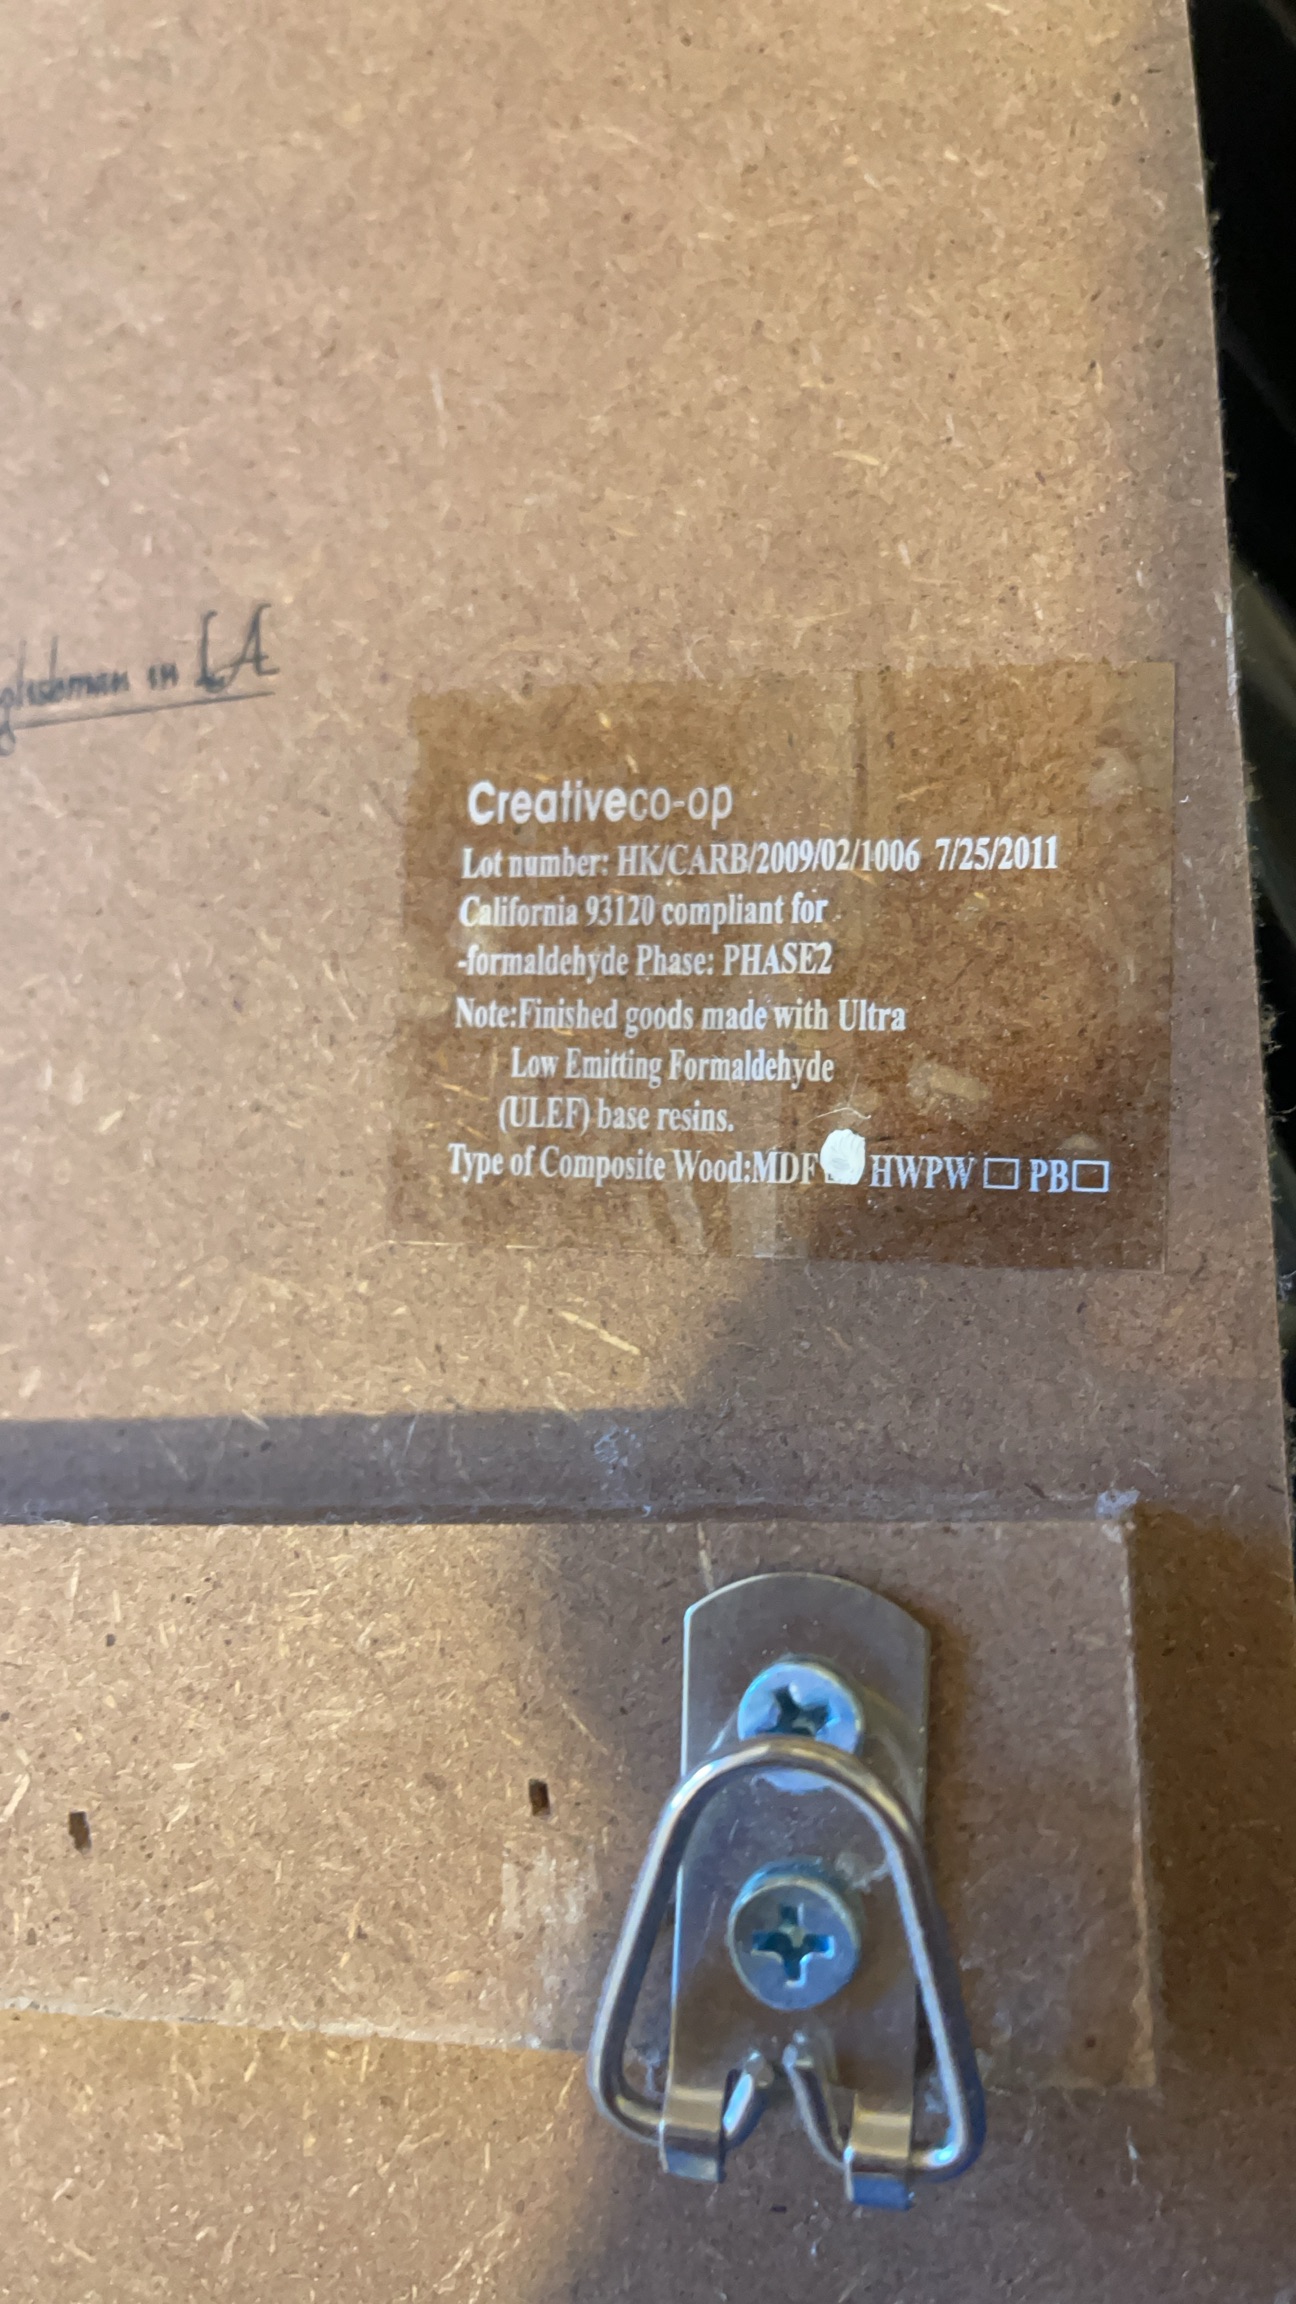 in LA
Creativeco-op
Lot number: HK/CARB/2009/02/1006 7/25/2011
California 93120 compliant for
-formaldehyde Phase: PHASE2
Note:Finished goods made with Ultra
Low Emitting Formaldehyde
(ULEF) base resins.
Type of Composite Wood:MDF HWPW □ PB□